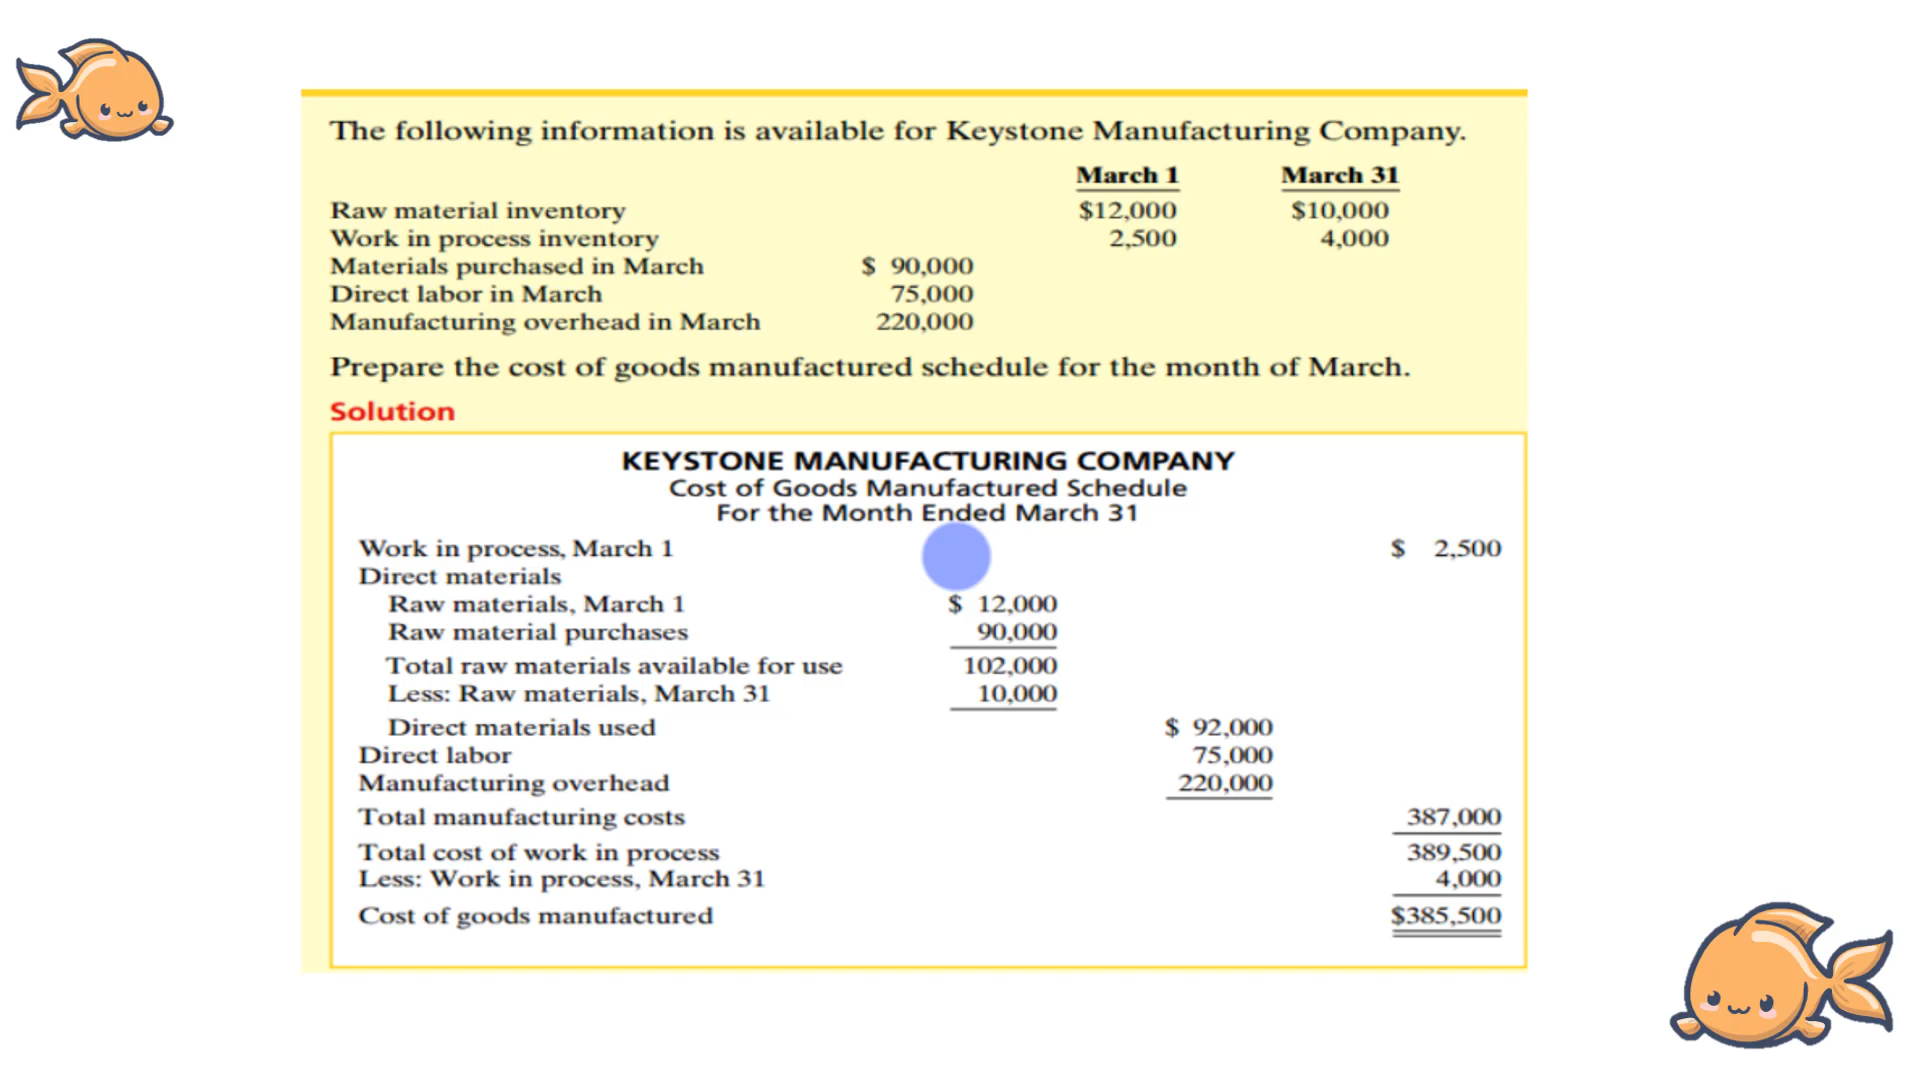 The following information is available for Keystone Manufacturing Company.
March 1 March 31
Raw material inventory $12,000 $10,000
Work in process inventory 2,500 4,000
Materials purchased in March $ 90,000
Direct labor in March 75,000
Manufacturing overhead in March 220,000
Prepare the cost of goods manufactured schedule for the month of March.
Solution
KEYSTONE MANUFACTURING COMPANY
Cost of Goods Manufactured Schedule
For the Month Ended March 31
Work in process, March 1 $ 2,500
Direct materials
Raw materials, March 1 $ 12,000
Raw material purchases 90,000
Total raw materials available for use 102,000
Less: Raw materials, March 31 10,000
Direct materials used $ 92,000
Direct labor 75,000
Manufacturing overhead 220,000
Total manufacturing costs 387,000
Total cost of work in process 389,500
Less: Work in process, March 31 4,000
Cost of goods manufactured $385,500